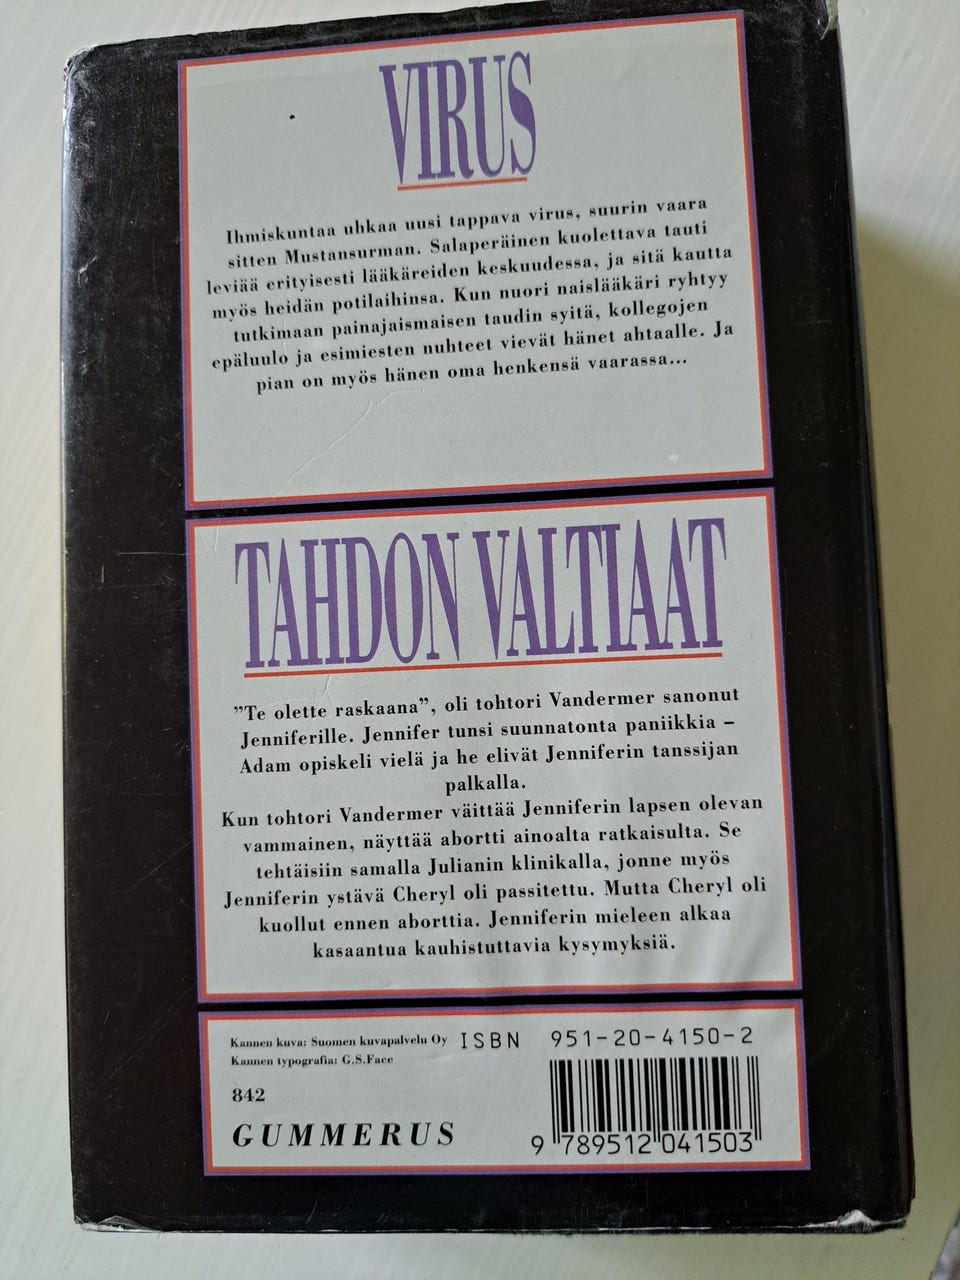 VIRUS
Ihmiskuntaa uhkaa uusi tappava virus, suurin vaara
sitten Mustansurman. Salaperäinen kuolettava tauti
leviää erityisesti lääkäreiden keskuudessa, ja sitä kautta
myös heidän potilaihinsa. Kun nuori naislääkäri ryhtyy
tutkimaan painajaismaisen taudin syitä, kollegojen
epäluulo ja esimiesten nuhteet vievät hänet ahtaalle. Ja
pian on myös hänen oma henkensä vaarassa...
TAHDON VALTIAAT
”Te olette raskaana”, oli tohtori Vandermer sanonut
Jenniferille. Jennifer tunsi suunnatonta paniikkia –
Adam opiskeli vielä ja he elivät Jenniferin tanssijan
palkalla.
Kun tohtori Vandermer väittää Jenniferin lapsen olevan
vammainen, näyttää abortti ainoalta ratkaisulta. Se
tehtäisiin samalla Julianin klinikalla, jonne myös
Jenniferin ystävä Cheryl oli passitettu. Mutta Cheryl oli
kuollut ennen aborttia. Jenniferin mieleen alkaa
kasaantua kauhistuttavia kysymyksiä.
Kannen kuva: Suomen kuvapalvelu Oy
Kannen typografia: G.S.Face
842
GUMMERUS
ISBN 951-20-4150-2
9 789512 041503